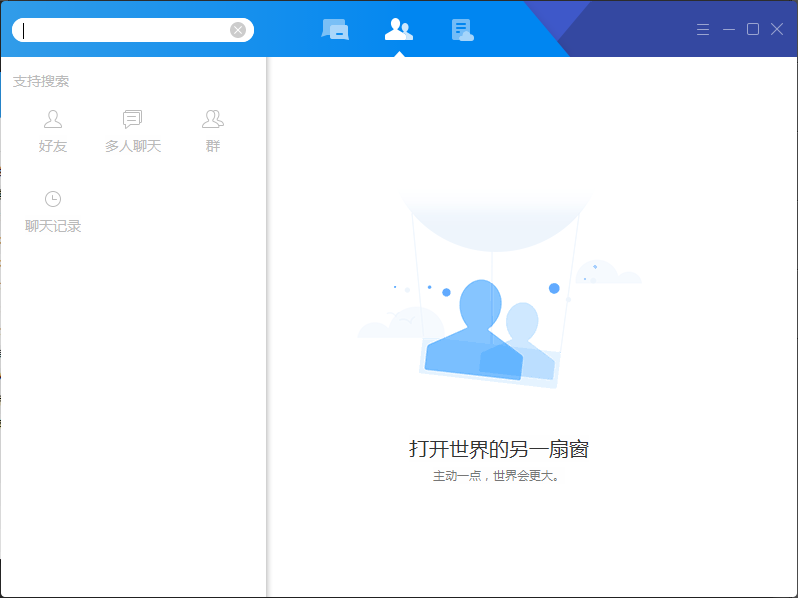 支持搜索
好友
多人聊天
群
聊天记录
打开世界的另一扇窗
主动一点，世界会更大。